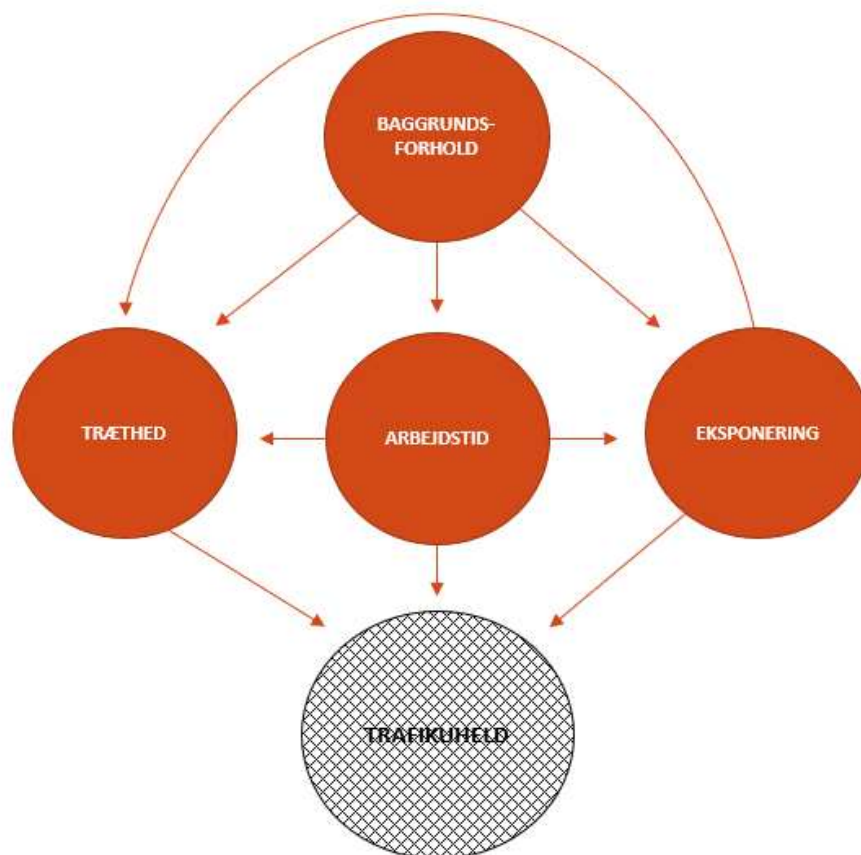 BAGGRUNDS-
FORHOLD
TRÆTHED
ARBEJDSTID
EKSPONERING
TRAFIKUHELD